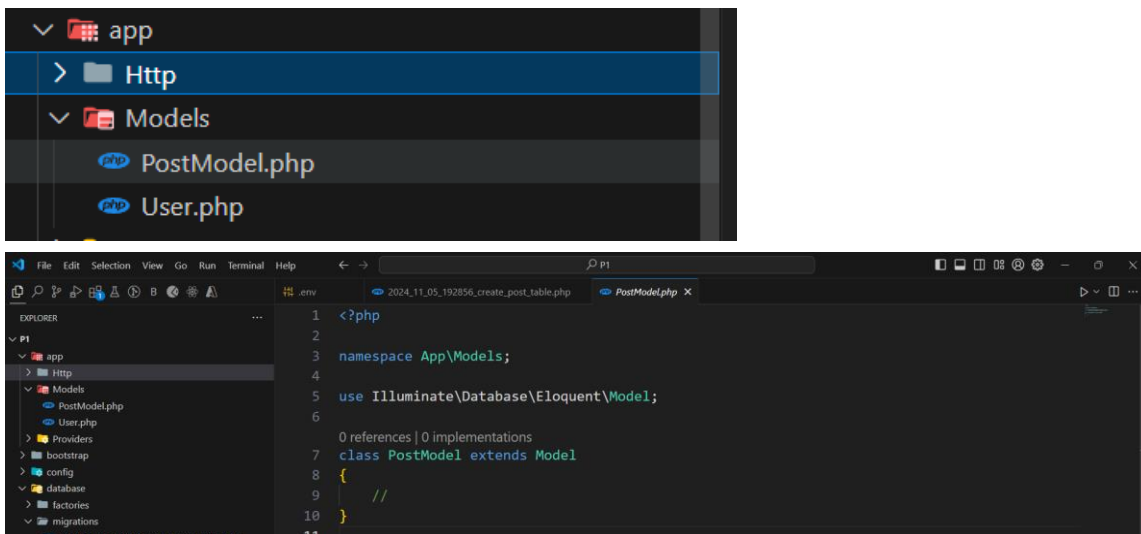 app
Http
Models
php PostModel.php
php User.php
File Edit Selection View Go Run Terminal Help P1
B
.env 2024_11_05_192856_create_post_table.php PostModel.php
EXPLORER ...
P1
app
Http
Models
PostModel.php
User.php
Providers
bootstrap
config
database
factories
migrations
1 <?php
2
3 namespace App\Models;
4
5 use Illuminate\Database\Eloquent\Model;
6
0 references | 0 implementations
7 class PostModel extends Model
8 {
9 //
10 }
11